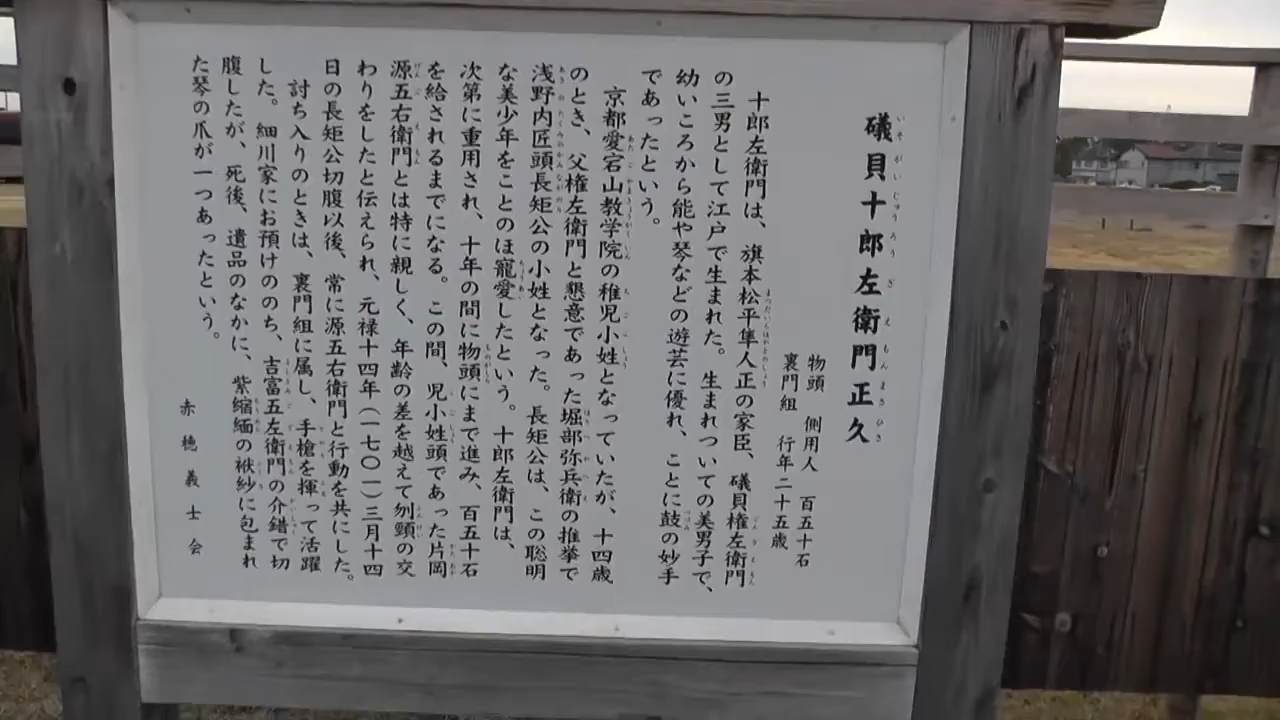 礒貝十郎左衛門正久
物頭 側用人 百五十石
裏門組 行年二十五歳
十郎左衛門は、旗本松平隼人正の家臣、礒貝権左衛門
の三男として江戸で生まれた。生まれついての美男子で、
幼いころから能や琴などの遊芸に優れ、ことに鼓の妙手
であったという。
京都愛宕山教学院の稚児小姓となっていたが、十四歳
のとき、父権左衛門と懇意であった堀部弥兵衛の推挙で
浅野内匠頭長矩公の小姓となった。長矩公は、この聡明
な美少年をことのほ寵愛したという。十郎左衛門は、
次第に重用され、十年の間に物頭にまで進み、百五十石
を給されるまでになる。この間、児小姓頭であった片岡
源五右衛門とは特に親しく、年齢の差を越えて刎頸の交
わりをしたと伝えられ、元禄十四年(一七〇一)三月十四
日の長矩公切腹以後、常に源五右衛門と行動を共にした。
討ち入りのときは、裏門組に属し、手槍を揮って活躍
した。細川家にお預けののち、吉富五左衛門の介錯で切
腹したが、死後、遺品のなかに、紫縮緬の袱紗に包まれ
た琴の爪が一つあったという。
赤穂義士会